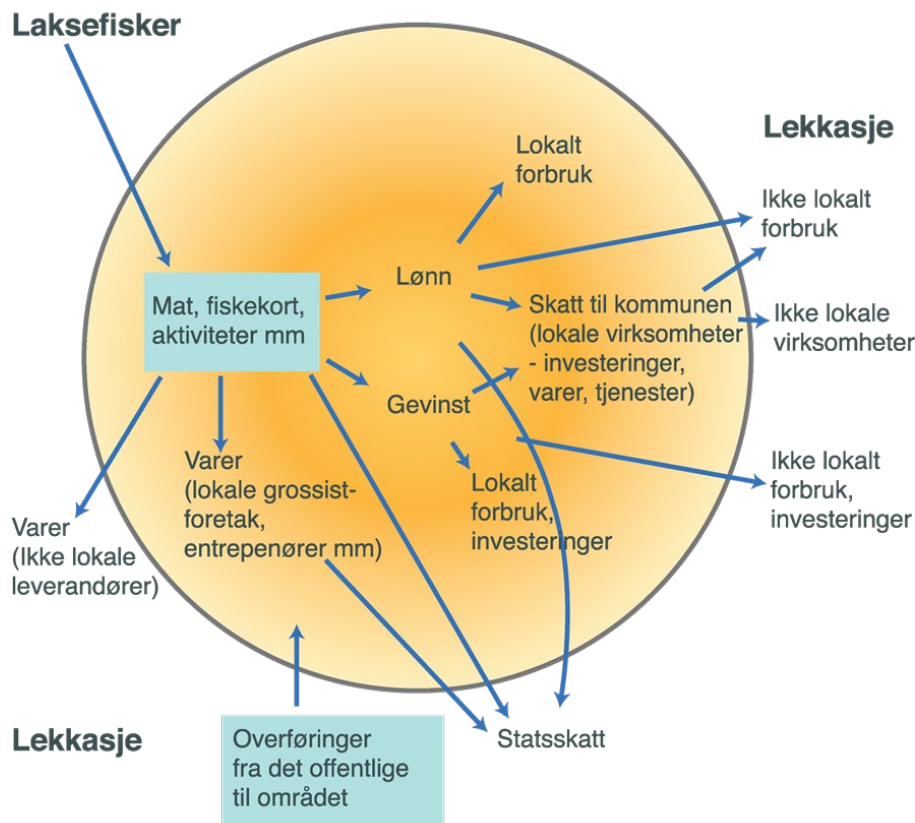 Laksefisker
Lekkasje
Lokalt
forbruk
Ikke lokalt
forbruk
Lønn
Mat, fiskekort,
aktiviteter mm
Skatt til kommunen
(lokale virksomheter
- investeringer,
varer, tjenester)
Ikke lokale
virksomheter
Gevinst
Varer
(lokale grossist-
foretak,
entrepenører mm)
Lokalt
forbruk,
investeringer
Ikke lokalt
forbruk,
investeringer
Varer
(Ikke lokale
leverandører)
Lekkasje
Overføringer
fra det offentlige
til området
Statsskatt